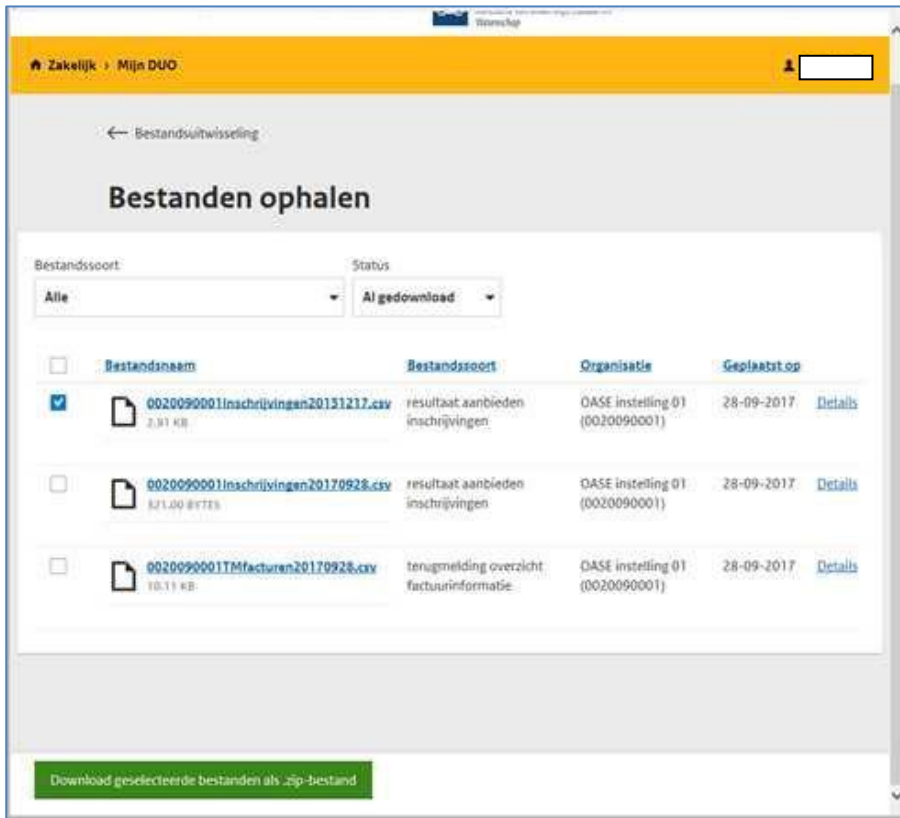 Wetenschap
Zakelijk › Mijn DUO
← Bestandsuitwisseling
Bestanden ophalen
Bestandssoort Status
Alle Al gedownload
Bestandsnaam Bestandssoort Organisatie Geplaatst op
0020090001Inschrijvingen20131217.csv resultaat aanbieden OASE instelling 01 28-09-2017 Details
2.91 KB inschrijvingen (0020090001)
0020090001Inschrijvingen20170928.csv resultaat aanbieden OASE instelling 01 28-09-2017 Details
321.00 BYTES inschrijvingen (0020090001)
0020090001TMfacturen20170928.csv terugmelding overzicht OASE instelling 01 28-09-2017 Details
10.11 KB factuurinformatie (0020090001)
Download geselecteerde bestanden als .zip-bestand